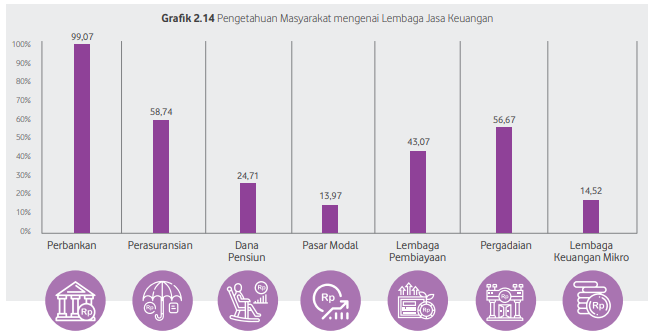 Grafik 2.14 Pengetahuan Masyarakat mengenai Lembaga Jasa Keuangan
100%
90%
80%
70%
60%
50%
40%
30%
20%
10%
0%
99,07
58,74
24,71
13,97
43,07
56,67
14,52
Perbankan
Perasuransian
Dana
Pensiun
Pasar Modal
Lembaga
Pembiayaan
Pergadaian
Lembaga
Keuangan Mikro
Rp
Rp
Rp
Rp
Rp
Rp
Rp